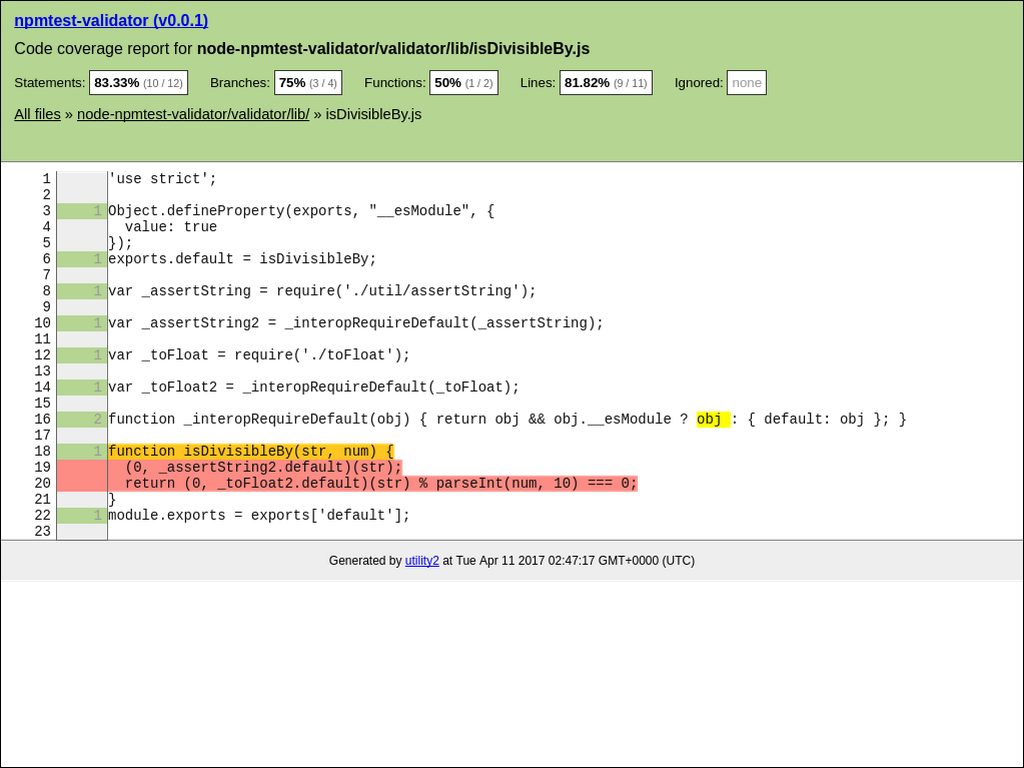 npmtest-validator (v0.0.1)
Code coverage report for node-npmtest-validator/validator/lib/isDivisibleBy.js
Statements: 83.33% (10 / 12) Branches: 75% (3 / 4) Functions: 50% (1 / 2) Lines: 81.82% (9 / 11) Ignored: none
All files » node-npmtest-validator/validator/lib/ » isDivisibleBy.js
1 'use strict';
2
3 1 Object.defineProperty(exports, "__esModule", {
4 value: true
5 });
6 1 exports.default = isDivisibleBy;
7
8 1 var _assertString = require('./util/assertString');
9
10 1 var _assertString2 = _interopRequireDefault(_assertString);
11
12 1 var _toFloat = require('./toFloat');
13
14 1 var _toFloat2 = _interopRequireDefault(_toFloat);
15
16 2 function _interopRequireDefault(obj) { return obj && obj.__esModule ? obj : { default: obj }; }
17
18 1 function isDivisibleBy(str, num) {
19 (0, _assertString2.default)(str);
20 return (0, _toFloat2.default)(str) % parseInt(num, 10) === 0;
21 }
22 1 module.exports = exports['default'];
23
Generated by utility2 at Tue Apr 11 2017 02:47:17 GMT+0000 (UTC)